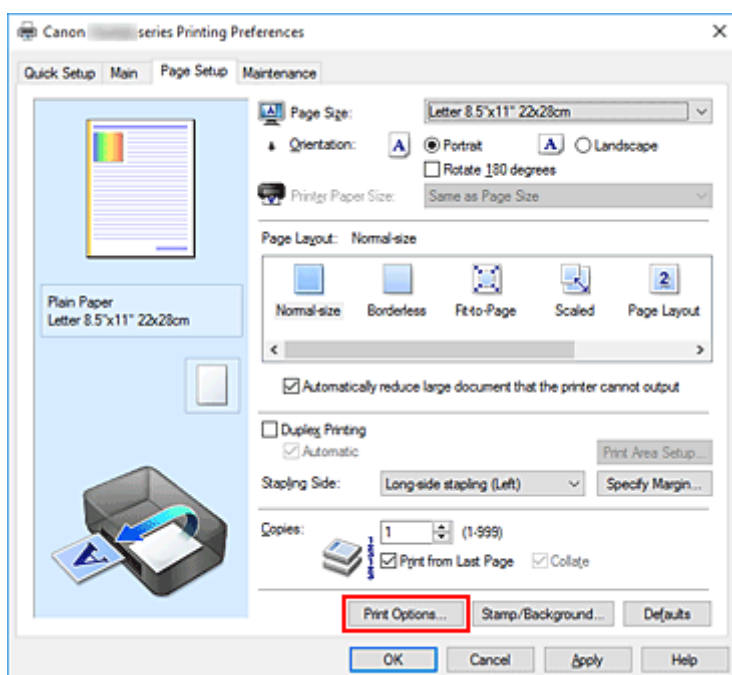 Canon series Printing Preferences
Quick Setup Main Page Setup Maintenance
Page Size: Letter 8.5"x11" 22x28cm
Orientation: A Portrait A Landscape
Rotate 180 degrees
Printer Paper Size: Same as Page Size
Page Layout: Normal-size
Normal-size Borderless Fit-to-Page Scaled Page Layout
Plain Paper
Letter 8.5"x11" 22x28cm
Automatically reduce large document that the printer cannot output
Duplex Printing
Automatic
Print Area Setup...
Stapling Side: Long-side stapling (Left) Specify Margin...
Copies: 1 (1-999)
Print from Last Page Collate
Print Options... Stamp/Background... Defaults
OK Cancel Apply Help